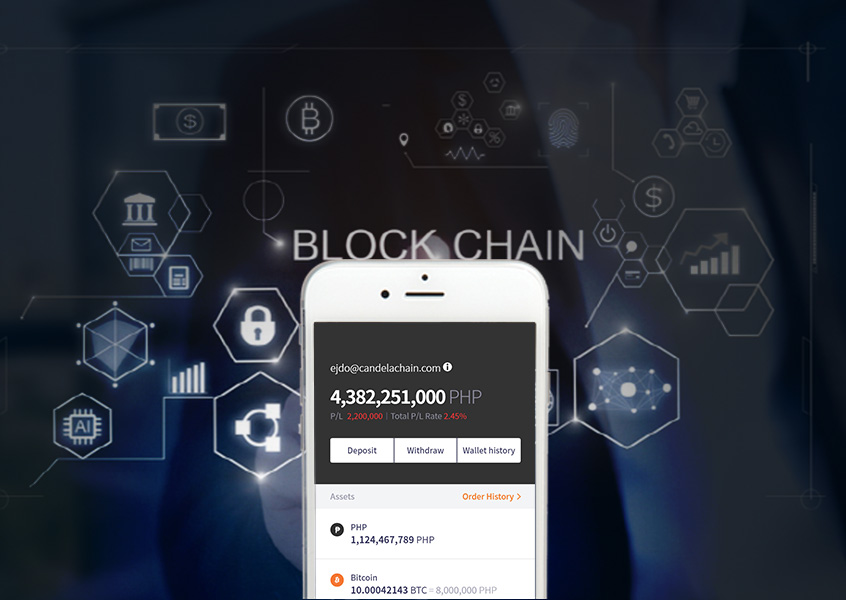 BLOCK CHAIN
AI
ejdo@candelachain.com
4,382,251,000 PHP
P/L 2,200,000 | Total P/L Rate 2.45%
Deposit Withdraw Wallet history
Assets Order History >
P PHP
1,124,467,789 PHP
Bitcoin
10.00042143 BTC = 8,000,000 PHP